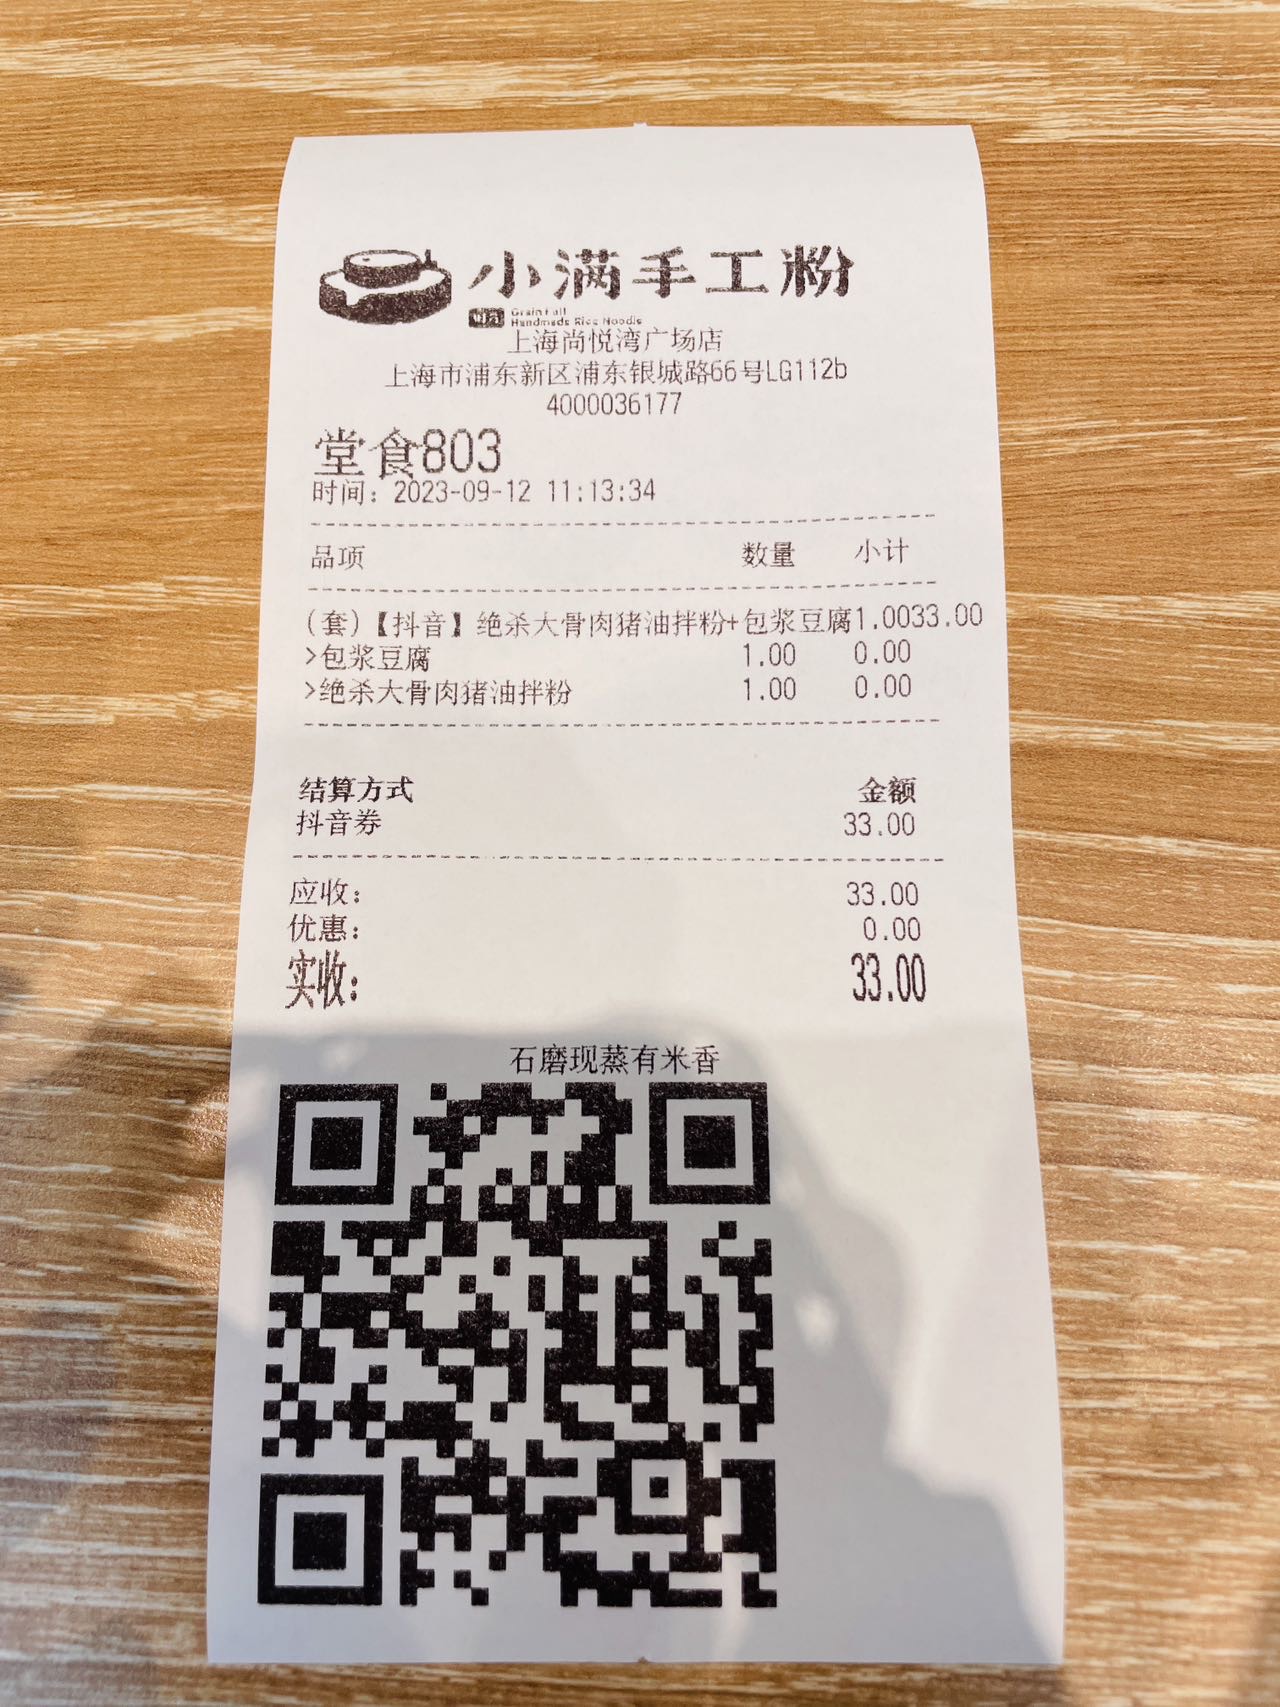 小满手工粉
Grain Full
Handmade Rice Noodle
上海尚悦湾广场店
上海市浦东新区浦东银城路66号LG112b
4000036177
堂食803
时间：2023-09-12 11:13:34
品项 数量 小计
(套)【抖音】绝杀大骨肉猪油拌粉+包浆豆腐1.0033.00
>包浆豆腐 1.00 0.00
>绝杀大骨肉猪油拌粉 1.00 0.00
结算方式 金额
抖音券 33.00
应收： 33.00
优惠： 0.00
实收： 33.00
石磨现蒸有米香